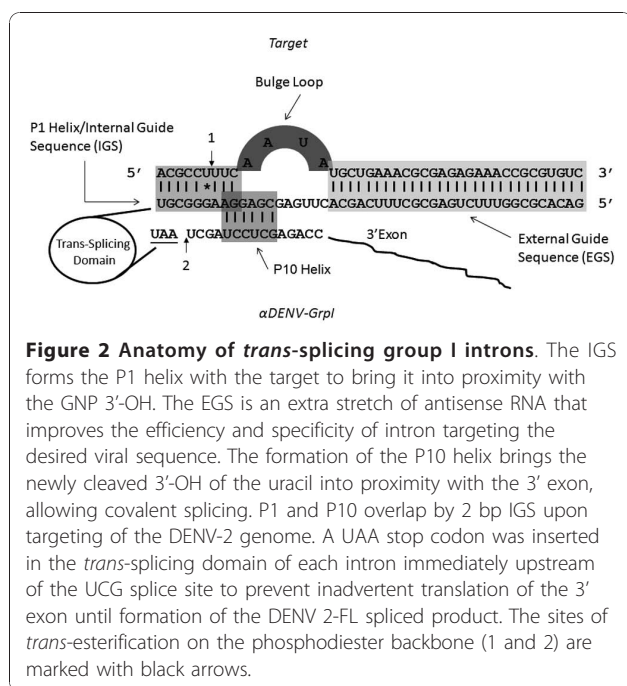 Target
Bulge Loop
P1 Helix/Internal Guide
Sequence (IGS)
1
A A U A
A
5′ ACGCCUUUC UGCUGAAACGCGAGAGAAACCGCGUGUC 3′
*
UGCGGGAAGGAGCGAGUUCACGACUUUCGCGAGUCUUUGGCGCACAG 5′
Trans-Splicing
Domain
UAA UCGAUCCUCGAGACC 3′Exon
2
P10 Helix
External Guide
Sequence (EGS)
αDENV-GrpI
Figure 2 Anatomy of trans-splicing group I introns. The IGS
forms the P1 helix with the target to bring it into proximity with
the GNP 3′-OH. The EGS is an extra stretch of antisense RNA that
improves the efficiency and specificity of intron targeting the
desired viral sequence. The formation of the P10 helix brings the
newly cleaved 3′-OH of the uracil into proximity with the 3′ exon,
allowing covalent splicing. P1 and P10 overlap by 2 bp IGS upon
targeting of the DENV-2 genome. A UAA stop codon was inserted
in the trans-splicing domain of each intron immediately upstream
of the UCG splice site to prevent inadvertent translation of the 3′
exon until formation of the DENV 2-FL spliced product. The sites of
trans-esterification on the phosphodiester backbone (1 and 2) are
marked with black arrows.